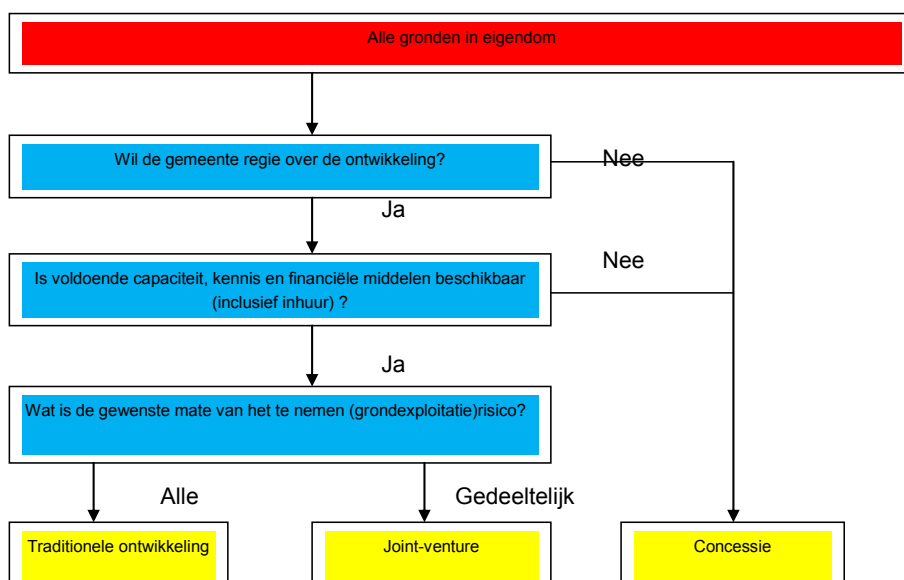 Alle gronden in eigendom
Wil de gemeente regie over de ontwikkeling?
Nee
Ja
Is voldoende capaciteit, kennis en financiële middelen beschikbaar
(inclusief inhuur) ?
Nee
Ja
Wat is de gewenste mate van het te nemen (grondexploitatie)risico?
Alle
Gedeeltelijk
Traditionele ontwikkeling
Joint-venture
Concessie